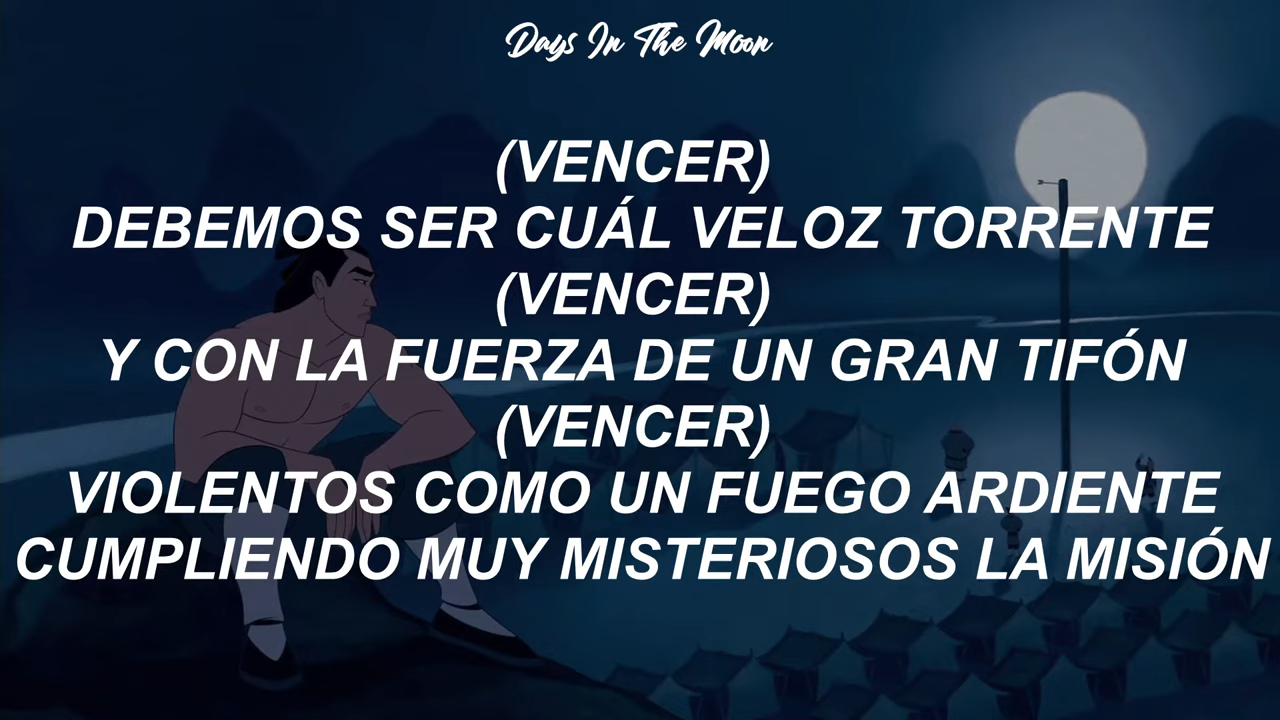 Days In The Moon
(VENCER)
DEBEMOS SER CUÁL VELOZ TORRENTE
(VENCER)
Y CON LA FUERZA DE UN GRAN TIFÓN
(VENCER)
VIOLENTOS COMO UN FUEGO ARDIENTE
CUMPLIENDO MUY MISTERIOSOS LA MISIÓN